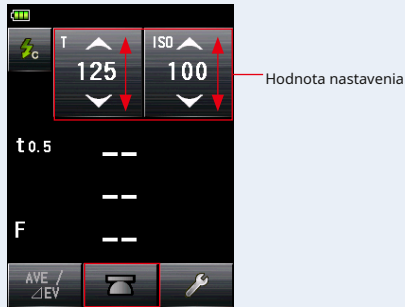 T
ISO
125
100
Hodnota nastavenia
t0.5
--
--
F
--
AVE /
⊿EV
C